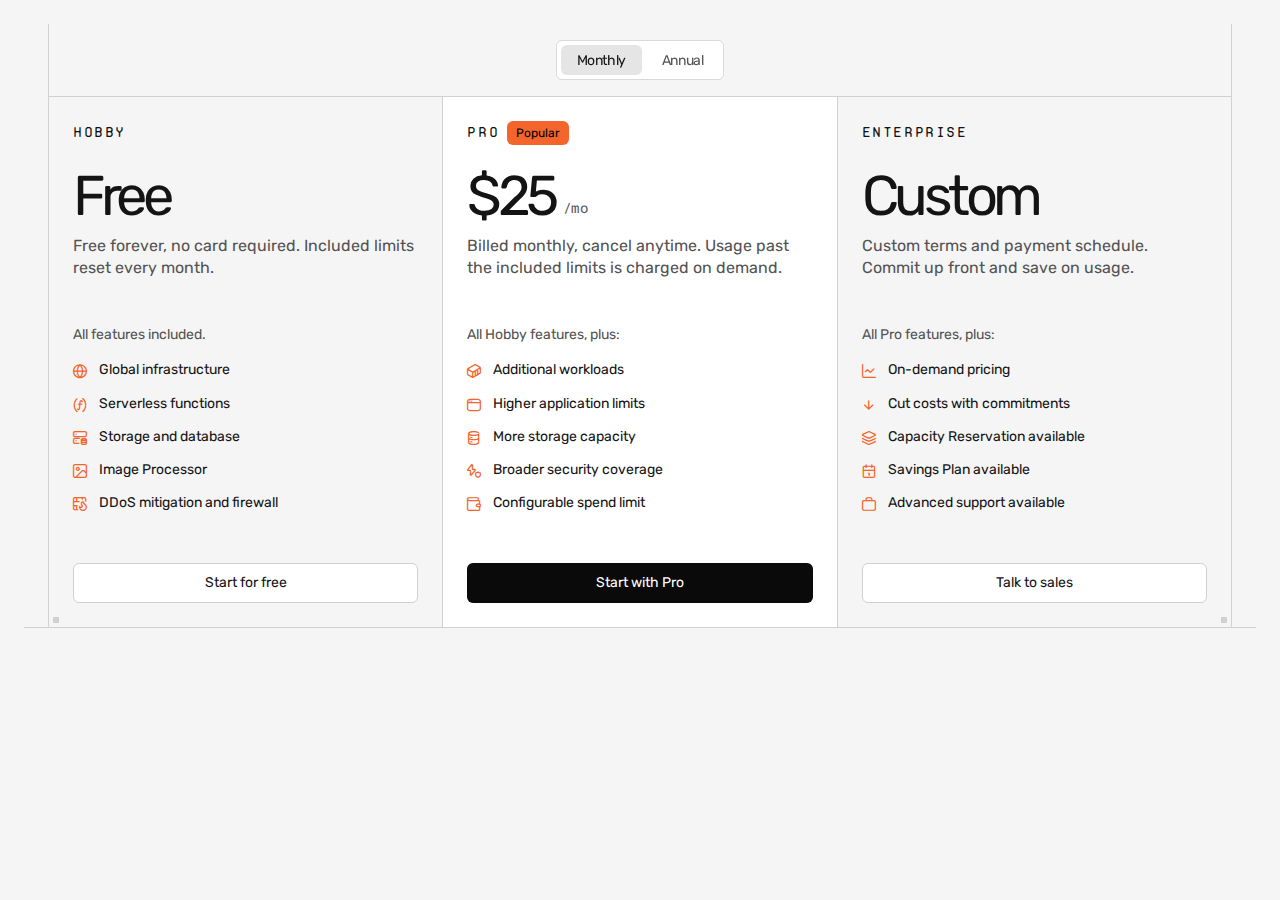 Monthly Annual
HOBBY
Free
Free forever, no card required. Included limits
reset every month.
All features included.
Global infrastructure
Serverless functions
Storage and database
Image Processor
DDoS mitigation and firewall
Start for free
PRO Popular
$25 /mo
Billed monthly, cancel anytime. Usage past
the included limits is charged on demand.
All Hobby features, plus:
Additional workloads
Higher application limits
More storage capacity
Broader security coverage
Configurable spend limit
Start with Pro
ENTERPRISE
Custom
Custom terms and payment schedule.
Commit up front and save on usage.
All Pro features, plus:
On-demand pricing
Cut costs with commitments
Capacity Reservation available
Savings Plan available
Advanced support available
Talk to sales